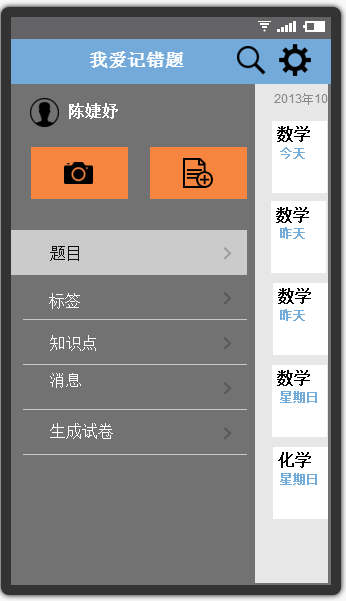 我爱记错题
陈婕妤
题目
标签
知识点
消息
生成试卷
2013年10
数学
今天
数学
昨天
数学
昨天
数学
星期日
化学
星期日